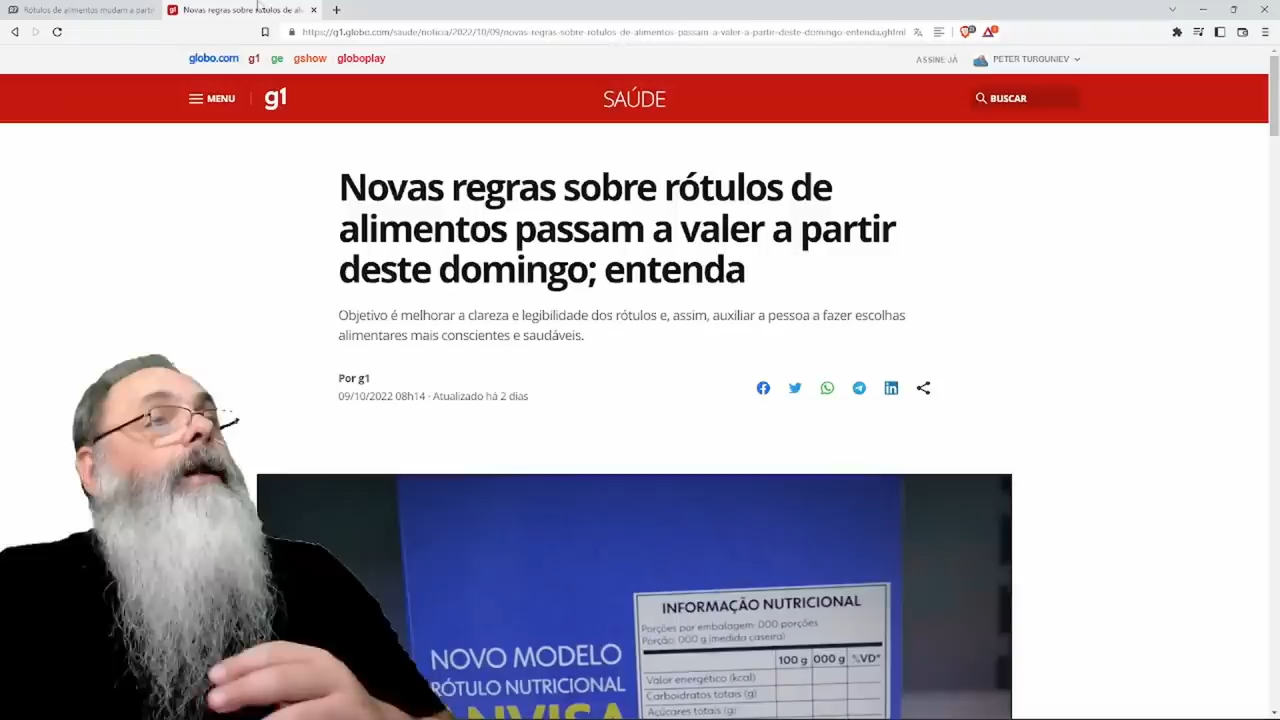 Rótulos de alimentos mudam a parti
Novas regras sobre rótulos de al
https://g1.globo.com/saude/noticia/2022/10/09/novas-regras-sobre-rotulos-de-alimentos-passam-a-valer-a-partir-deste-domingo-entenda.ghtml
globo.com g1 ge gshow globoplay
ASSINE JÁ
PETER TURGUNIEV
MENU
g1
SAÚDE
BUSCAR
Novas regras sobre rótulos de
alimentos passam a valer a partir
deste domingo; entenda
Objetivo é melhorar a clareza e legibilidade dos rótulos e, assim, auxiliar a pessoa a fazer escolhas
alimentares mais conscientes e saudáveis.
Por g1
09/10/2022 08h14 · Atualizado há 2 dias
INFORMAÇÃO NUTRICIONAL
Porções por embalagem: 000 porções
Porção: 000 g (medida caseira)
100 g 000 g %VD*
Valor energético (kcal)
Carboidratos totais (g)
Açúcares totais (g)
NOVO MODELO
RÓTULO NUTRICIONAL
ANVISA